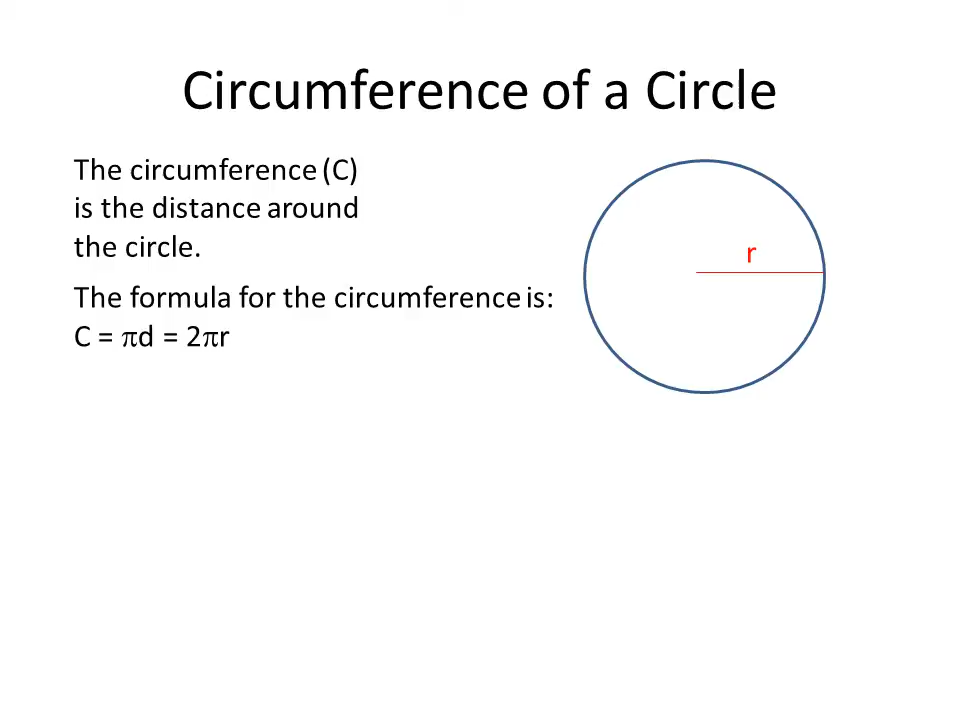 Circumference of a Circle
The circumference (C)
is the distance around
the circle.
r
The formula for the circumference is:
C = πd = 2πr